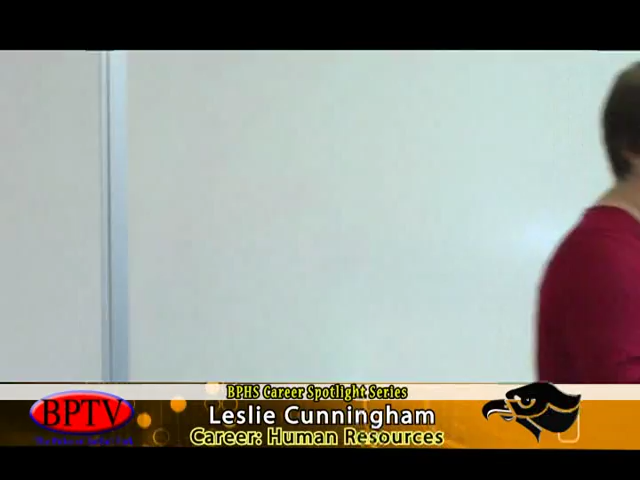 BPHS Career Spotlight Series
BPTV
Leslie Cunningham
Career: Human Resources